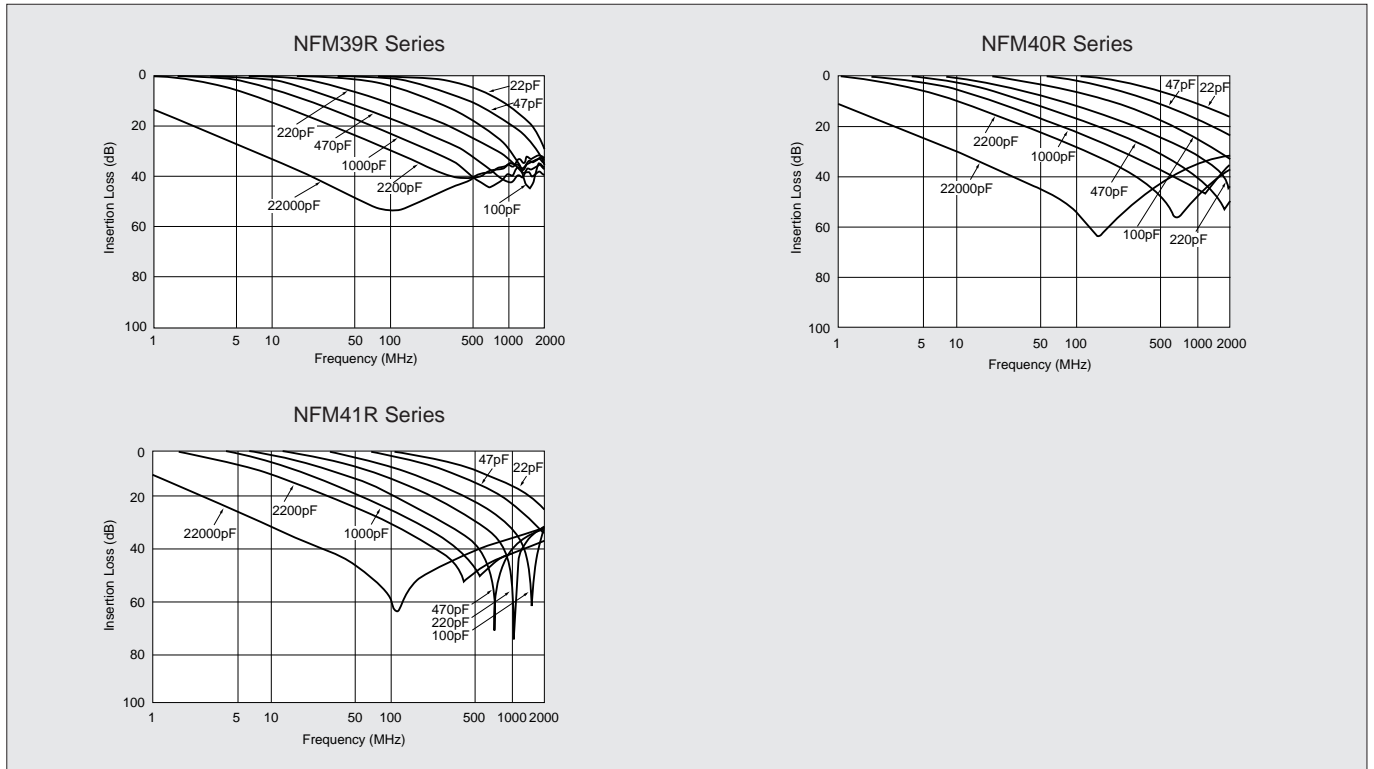 NFM39R Series
Insertion Loss (dB)
0
20
40
60
80
100
22pF
47pF
220pF
470pF
1000pF
2200pF
22000pF
100pF
1 5 10 50 100 500 1000 2000
Frequency (MHz)
NFM40R Series
Insertion Loss (dB)
0
20
40
60
80
100
47pF 22pF
2200pF
1000pF
22000pF
470pF
100pF
220pF
1 5 10 50 100 500 1000 2000
Frequency (MHz)
NFM41R Series
Insertion Loss (dB)
0
20
40
60
80
100
47pF
22pF
2200pF
22000pF
1000pF
470pF
220pF
100pF
1 5 10 50 100 500 1000 2000
Frequency (MHz)